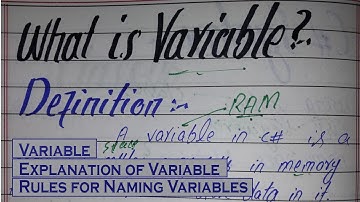 What is Variable?
Definition :-
RAM
A variable in c# is a
space in memory
data in it.
Variable
Explanation of Variable
Rules for Naming Variables